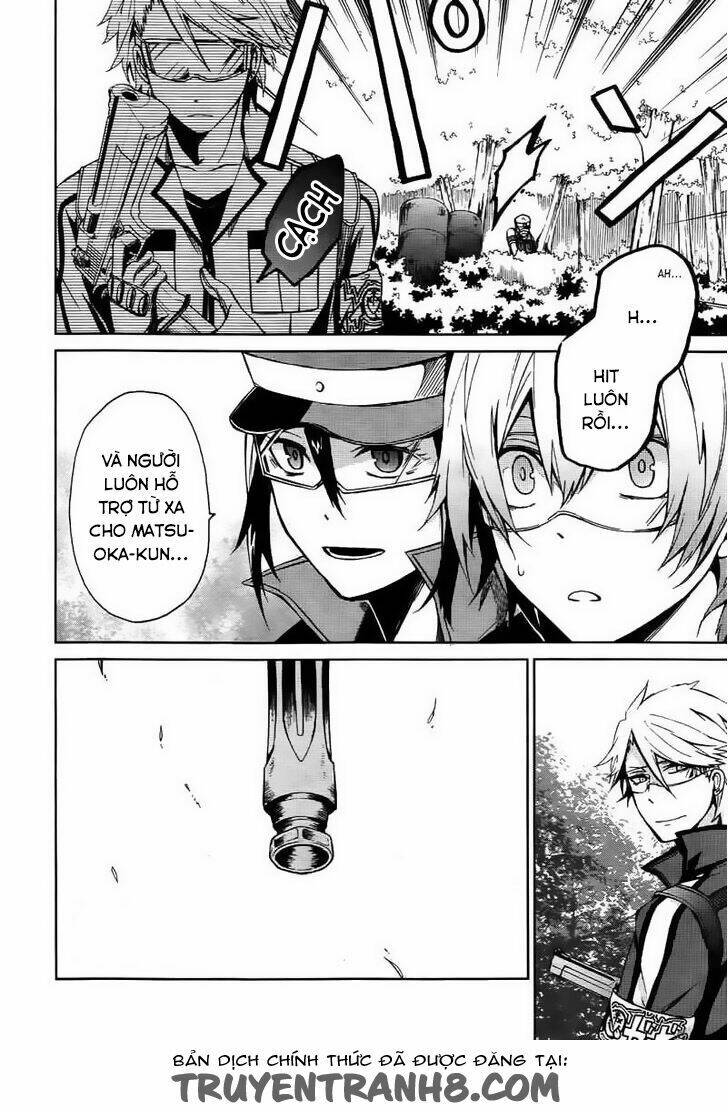 CẠCH
AH...
H...
HIT
LUÔN
RỒI...
VÀ NGƯỜI
LUÔN HỖ
TRỢ TỪ XA
CHO MATSU-
OKA-KUN...
BẢN DỊCH CHÍNH THỨC ĐÃ ĐƯỢC ĐĂNG TẠI:
TRUYENTRANH8.COM